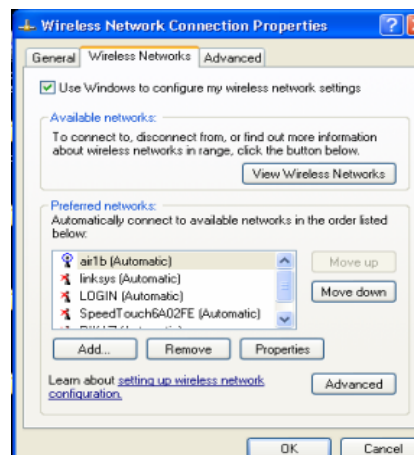 Wireless Network Connection Properties
General Wireless Networks Advanced
Use Windows to configure my wireless network settings
Available networks:
To connect to, disconnect from, or find out more information
about wireless networks in range, click the button below.
View Wireless Networks
Preferred networks:
Automatically connect to available networks in the order listed
below:
air1b (Automatic)
linksys (Automatic)
LOGIN (Automatic)
SpeedTouch6A02FE (Automatic)
Move up
Move down
Add... Remove Properties
Learn about setting up wireless network
configuration.
Advanced
OK Cancel